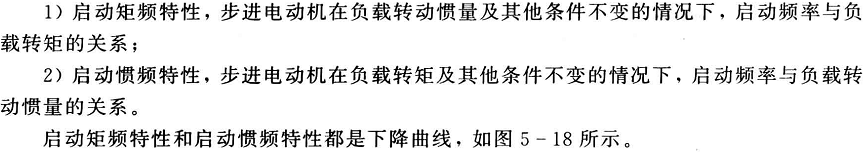 1）启动矩频特性，步进电动机在负载转动惯量及其他条件不变的情况下，启动频率与负
载转矩的关系；
2）启动惯频特性，步进电动机在负载转矩及其他条件不变的情况下，启动频率与负载转
动惯量的关系。
启动矩频特性和启动惯频特性都是下降曲线，如图 5－18 所示。